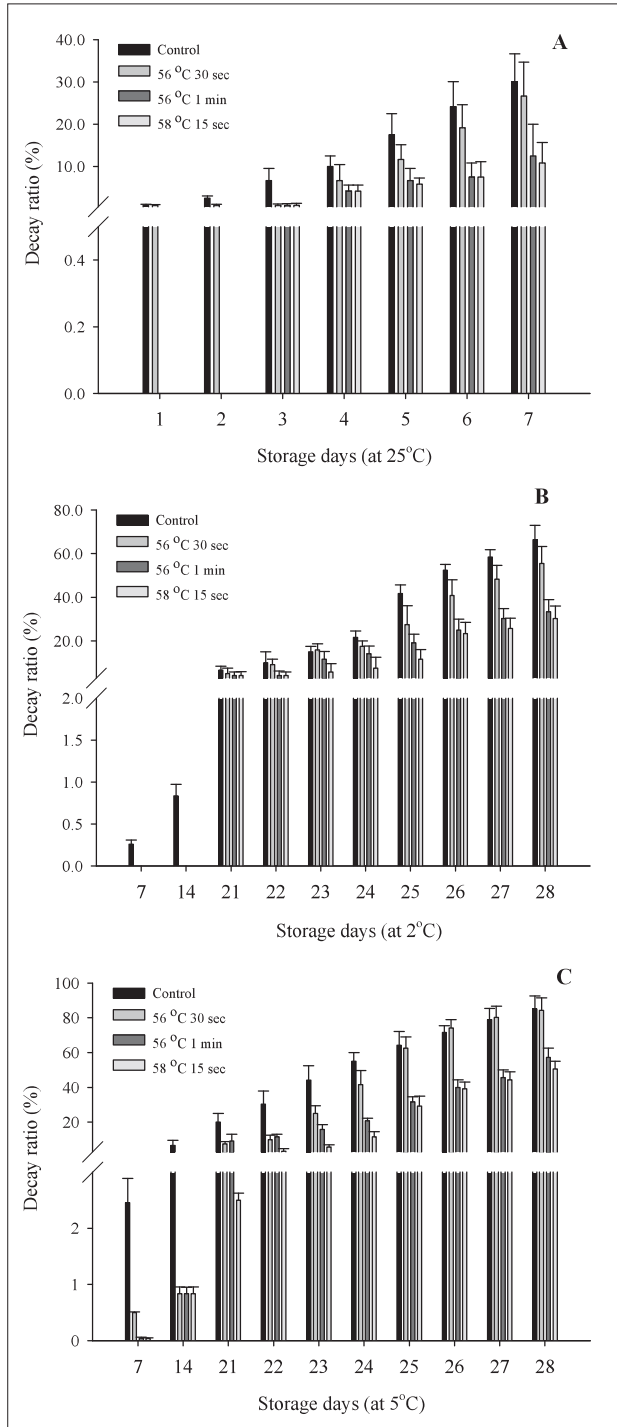 A
Control
56 °C 30 sec
56 °C 1 min
58 °C 15 sec
Decay ratio (%)
40.0
30.0
20.0
10.0
0.4
0.2
0.0
1 2 3 4 5 6 7
Storage days (at 25°C)
B
Control
56 °C 30 sec
56 °C 1 min
58 °C 15 sec
Decay ratio (%)
60.0
40.0
20.0
2.0
1.5
1.0
0.5
0.0
7 14 21 22 23 24 25 26 27 28
Storage days (at 2°C)
C
Control
56 °C 30 sec
56 °C 1 min
58 °C 15 sec
Decay ratio (%)
100
80
60
40
20
2
1
0
7 14 21 22 23 24 25 26 27 28
Storage days (at 5°C)